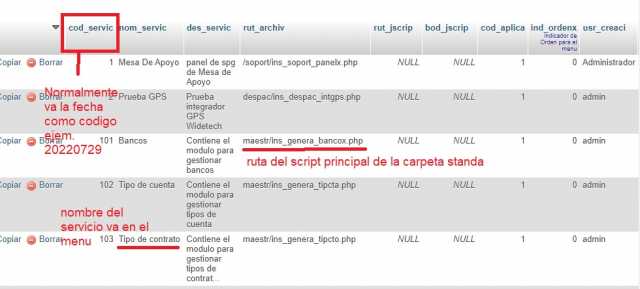 cod_servic nom_servic des_servic rut_archiv rut_jscrip bod_jscrip cod_aplica ind_ordenx usr_creaci
Indicador de
Orden para el
menu
Copiar Borrar 1 Mesa De Apoyo panel de spg /soport/ins_soport_panelx.php NULL NULL 1 0 Administrador
de Mesa de
Apoyo
Copiar Borrar 2 Prueba GPS Prueba despac/ins_despac_intgps.php NULL NULL 1 0 admin
integrador
GPS
Widetech
Normalmente
va la fecha
como codigo
ejem.
20220729
Copiar Borrar 101 Bancos Contiene el maestr/ins_genera_bancox.php NULL NULL 1 0 admin
modulo para
gestionar
bancos
ruta del script principal de la carpeta standa
Copiar Borrar 102 Tipo de cuenta Contiene el maestr/ins_genera_tipcta.php NULL NULL 1 0 admin
modulo para
gestionar
tipos de
cuenta
nombre del
servicio va en el
menu
Copiar Borrar 103 Tipo de contrato Contiene el maestr/ins_genera_tipcto.php NULL NULL 1 0 admin
modulo para
gestionar
tipos de
contrat...